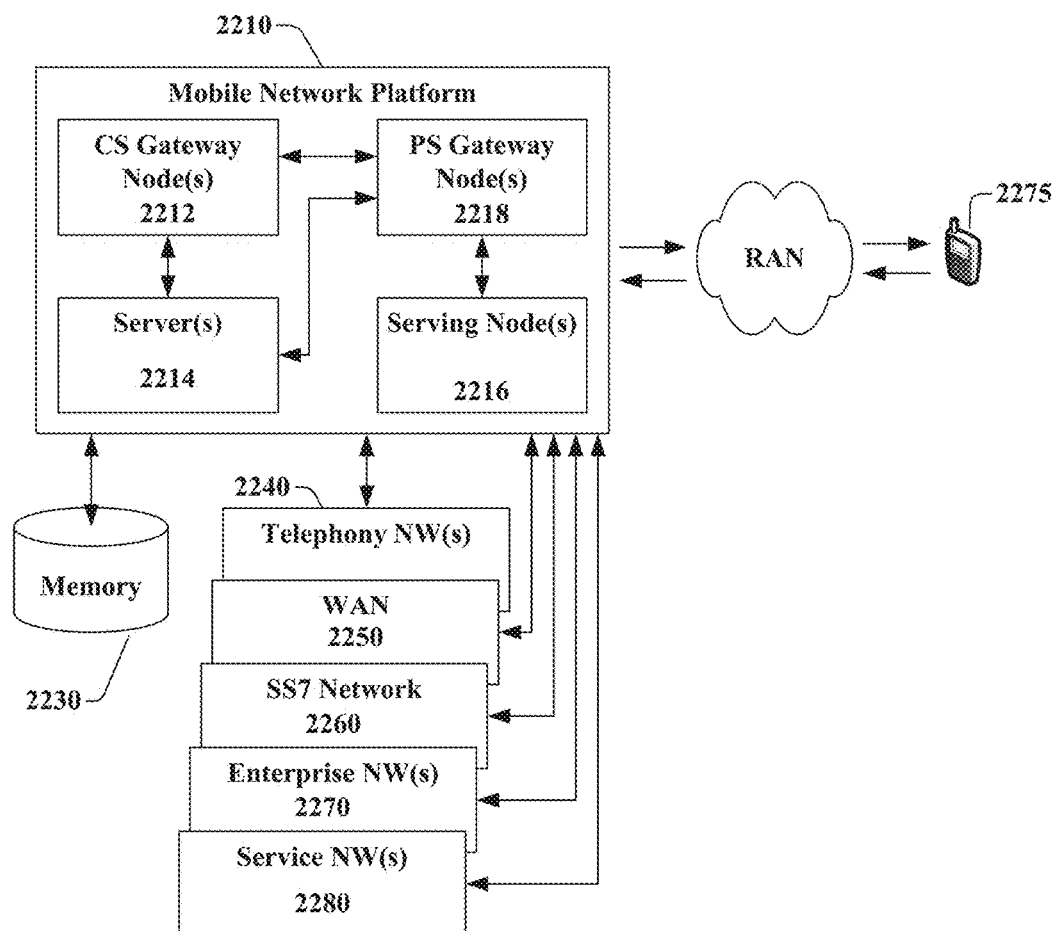 2210
Mobile Network Platform
CS Gateway
Node(s)
2212
PS Gateway
Node(s)
2218
Server(s)
2214
Serving Node(s)
2216
RAN
2275
2240
Telephony NW(s)
Memory
2230
WAN
2250
SS7 Network
2260
Enterprise NW(s)
2270
Service NW(s)
2280